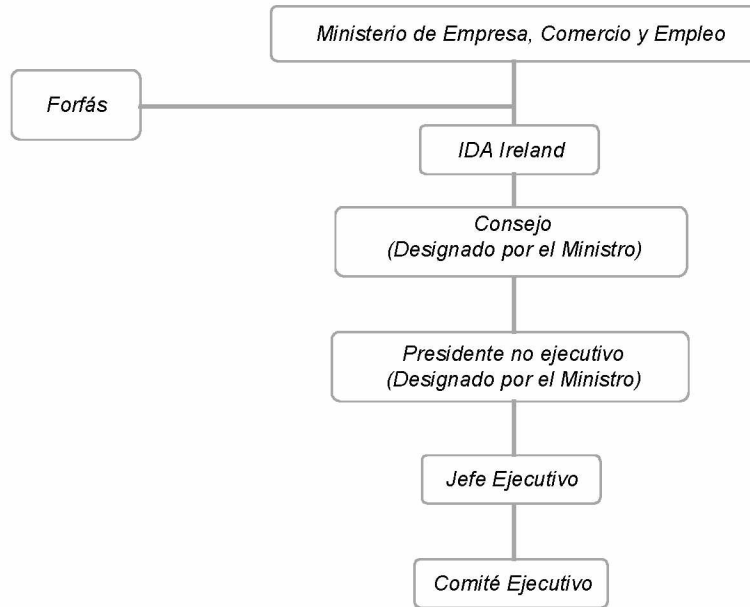 Ministerio de Empresa, Comercio y Empleo
Forfás
IDA Ireland
Consejo
(Designado por el Ministro)
Presidente no ejecutivo
(Designado por el Ministro)
Jefe Ejecutivo
Comité Ejecutivo